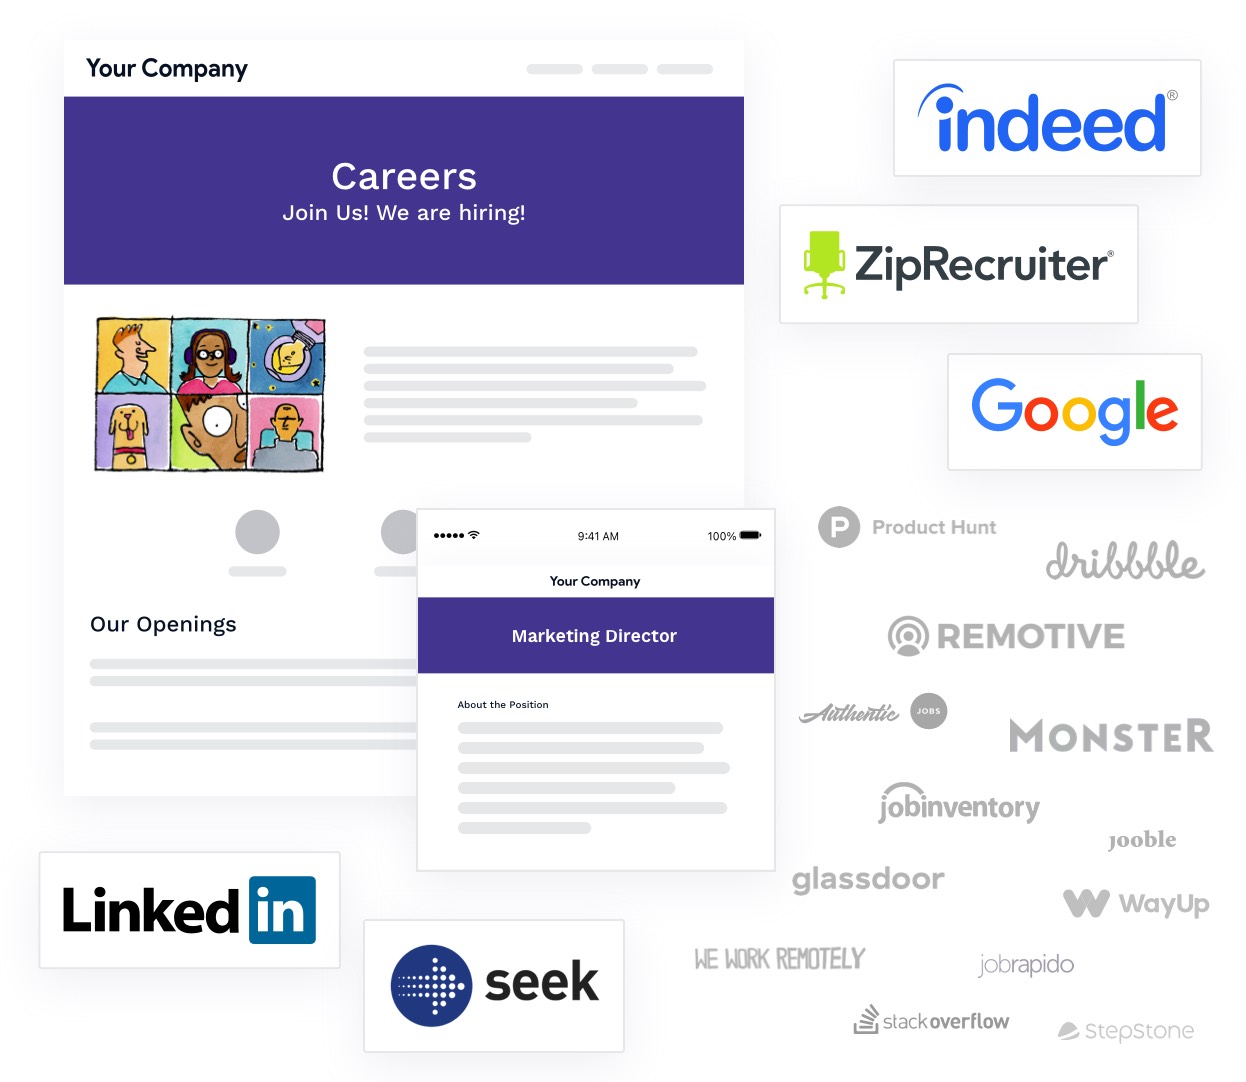 Your Company
Careers
Join Us! We are hiring!
Our Openings
9:41 AM
100%
Your Company
Marketing Director
About the Position
indeed®
ZipRecruiter®
Google
P Product Hunt
dribbble
REMOTIVE
Authentic JOBS
MONSTER
jobinventory
jooble
glassdoor
WayUp
WE WORK REMOTELY
jobrapido
stackoverflow
StepStone
Linkedin
seek